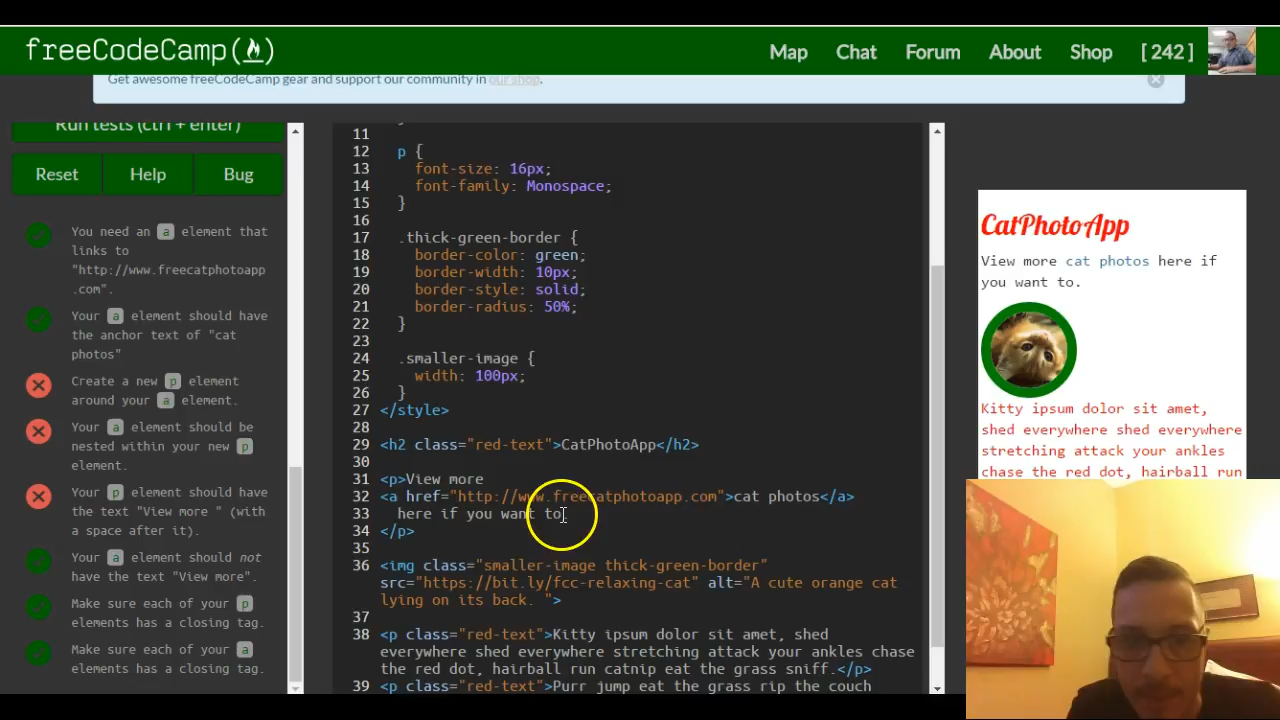 freeCodeCamp(🔥)
Map Chat Forum About Shop [ 242 ]
Get awesome freeCodeCamp gear and support our community in our shop.
Run tests (ctrl + enter)
Reset Help Bug
You need an a element that
links to
"http://www.freecatphotoapp
.com".
Your a element should have
the anchor text of "cat
photos"
Create a new p element
around your a element.
Your a element should be
nested within your new p
element.
Your p element should have
the text "View more " (with
a space after it).
Your a element should not
have the text "View more".
Make sure each of your p
elements has a closing tag.
Make sure each of your a
elements has a closing tag.
11 }
12 p {
13 font-size: 16px;
14 font-family: Monospace;
15 }
16
17 .thick-green-border {
18 border-color: green;
19 border-width: 10px;
20 border-style: solid;
21 border-radius: 50%;
22 }
23
24 .smaller-image {
25 width: 100px;
26 }
27 </style>
28
29 <h2 class="red-text">CatPhotoApp</h2>
30
31 <p>View more
32 <a href="http://www.freecatphotoapp.com">cat photos</a>
33 here if you want to.
34 </p>
35
36 <img class="smaller-image thick-green-border"
src="https://bit.ly/fcc-relaxing-cat" alt="A cute orange cat
lying on its back. ">
37
38 <p class="red-text">Kitty ipsum dolor sit amet, shed
everywhere shed everywhere stretching attack your ankles chase
the red dot, hairball run catnip eat the grass sniff.</p>
39 <p class="red-text">Purr jump eat the grass rip the couch
CatPhotoApp
View more cat photos here if
you want to.
Kitty ipsum dolor sit amet,
shed everywhere shed everywhere
stretching attack your ankles
chase the red dot, hairball run